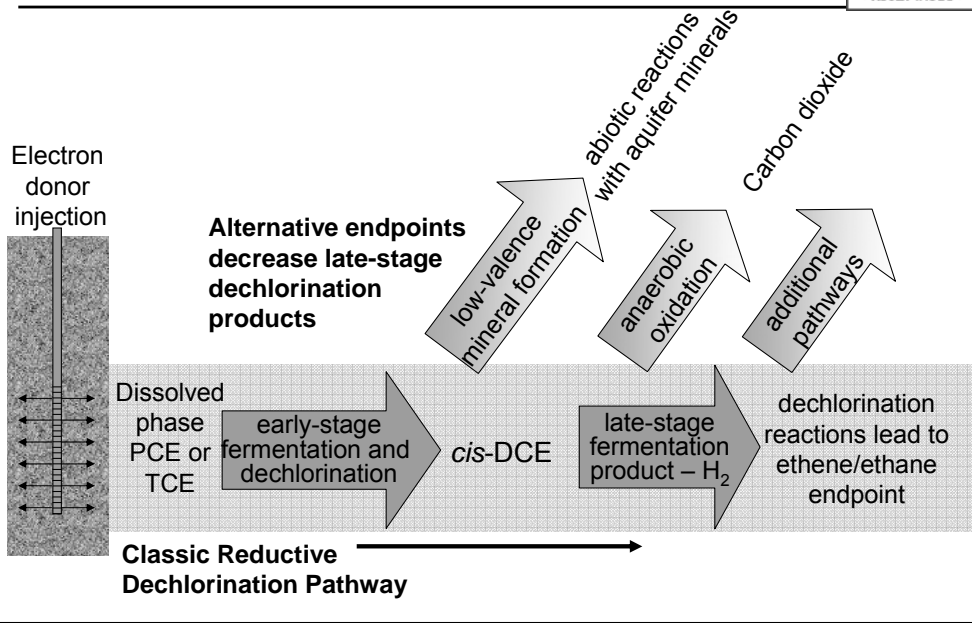 Electron
donor
injection
Alternative endpoints
decrease late-stage
dechlorination
products
low-valence
mineral formation
abiotic reactions
with aquifer minerals
anaerobic
oxidation
Carbon dioxide
additional
pathways
Dissolved
phase
PCE or
TCE
early-stage
fermentation and
dechlorination
cis-DCE
late-stage
fermentation
product – H₂
dechlorination
reactions lead to
ethene/ethane
endpoint
Classic Reductive
Dechlorination Pathway